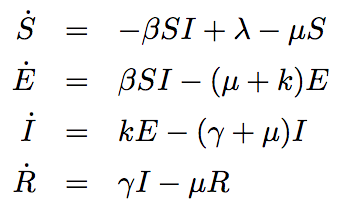 Ṡ = −βSI + λ − μS
Ė = βSI − (μ + k)E
İ = kE − (γ + μ)I
Ṙ = γI − μR